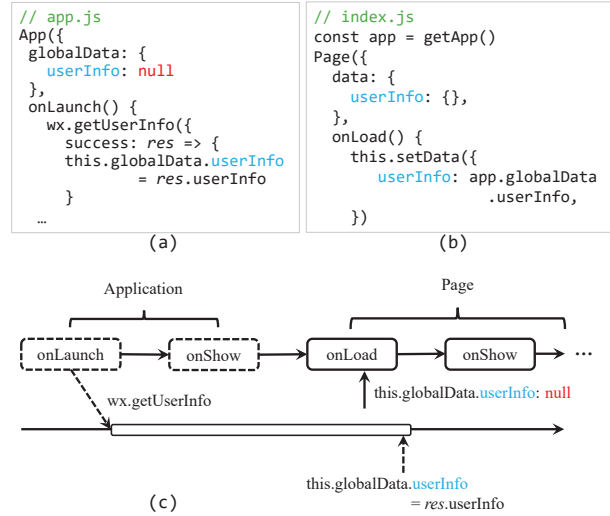 // app.js
App({
globalData: {
userInfo: null
},
onLaunch() {
wx.getUserInfo({
success: res => {
this.globalData.userInfo
= res.userInfo
}
…
(a)
// index.js
const app = getApp()
Page({
data: {
userInfo: {},
},
onLoad() {
this.setData({
userInfo: app.globalData
.userInfo,
})
(b)
Application
Page
onLaunch
onShow
onLoad
onShow
…
wx.getUserInfo
this.globalData.userInfo: null
this.globalData.userInfo
= res.userInfo
(c)